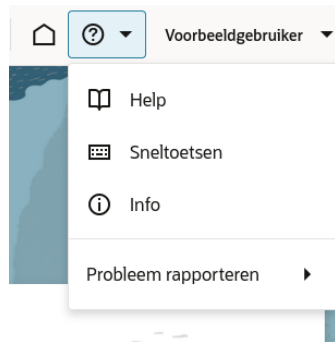 Voorbeeldgebruiker
Help
Sneltoetsen
Info
Probleem rapporteren